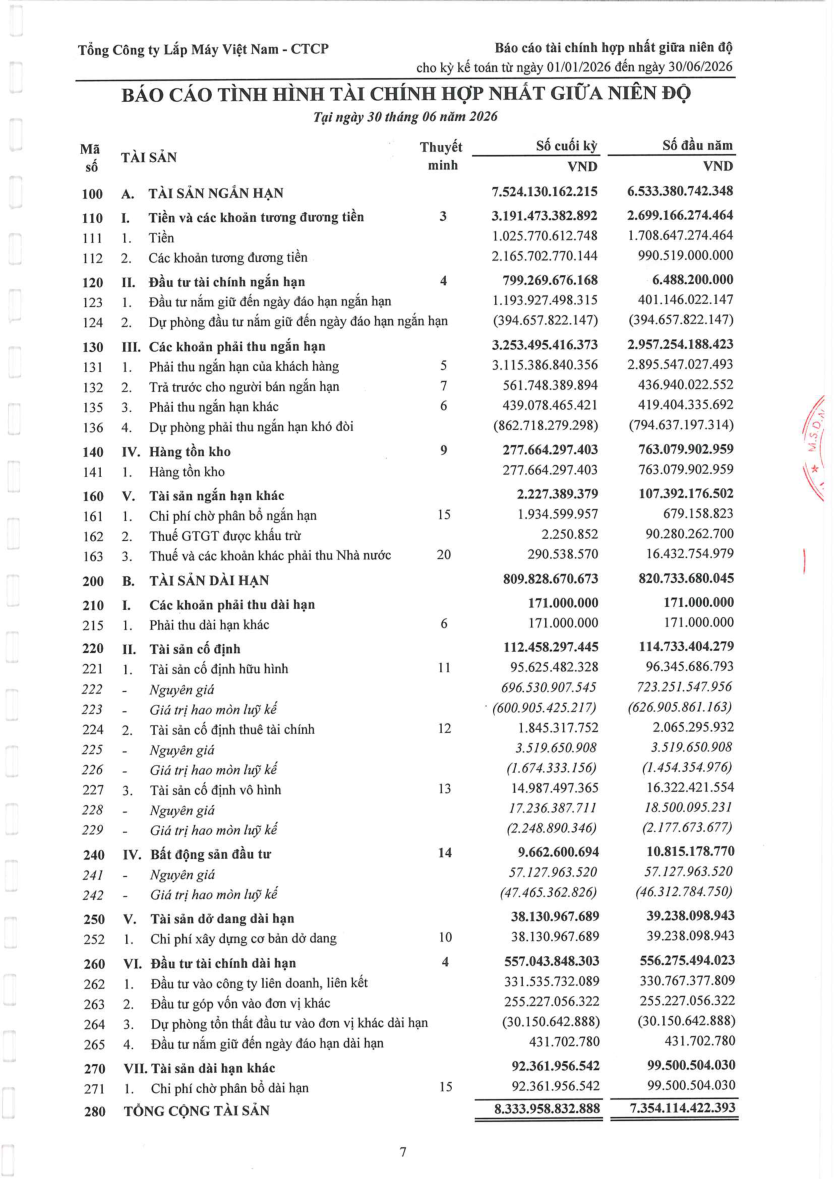 Tổng Công ty Lắp Máy Việt Nam - CTCP Báo cáo tài chính hợp nhất giữa niên độ
cho kỳ kế toán từ ngày 01/01/2026 đến ngày 30/06/2026
BÁO CÁO TÌNH HÌNH TÀI CHÍNH HỢP NHẤT GIỮA NIÊN ĐỘ
Tại ngày 30 tháng 06 năm 2026
Mã số TÀI SẢN Thuyết minh Số cuối kỳ Số đầu năm
VND VND
100 A. TÀI SẢN NGẮN HẠN 7.524.130.162.215 6.533.380.742.348
110 I. Tiền và các khoản tương đương tiền 3 3.191.473.382.892 2.699.166.274.464
111 1. Tiền 1.025.770.612.748 1.708.647.274.464
112 2. Các khoản tương đương tiền 2.165.702.770.144 990.519.000.000
120 II. Đầu tư tài chính ngắn hạn 4 799.269.676.168 6.488.200.000
123 1. Đầu tư nắm giữ đến ngày đáo hạn ngắn hạn 1.193.927.498.315 401.146.022.147
124 2. Dự phòng đầu tư nắm giữ đến ngày đáo hạn ngắn hạn (394.657.822.147) (394.657.822.147)
130 III. Các khoản phải thu ngắn hạn 3.253.495.416.373 2.957.254.188.423
131 1. Phải thu ngắn hạn của khách hàng 5 3.115.386.840.356 2.895.547.027.493
132 2. Trả trước cho người bán ngắn hạn 7 561.748.389.894 436.940.022.552
135 3. Phải thu ngắn hạn khác 6 439.078.465.421 419.404.335.692
136 4. Dự phòng phải thu ngắn hạn khó đòi (862.718.279.298) (794.637.197.314)
140 IV. Hàng tồn kho 9 277.664.297.403 763.079.902.959
141 1. Hàng tồn kho 277.664.297.403 763.079.902.959
160 V. Tài sản ngắn hạn khác 2.227.389.379 107.392.176.502
161 1. Chi phí chờ phân bổ ngắn hạn 15 1.934.599.957 679.158.823
162 2. Thuế GTGT được khấu trừ 2.250.852 90.280.262.700
163 3. Thuế và các khoản khác phải thu Nhà nước 20 290.538.570 16.432.754.979
200 B. TÀI SẢN DÀI HẠN 809.828.670.673 820.733.680.045
210 I. Các khoản phải thu dài hạn 171.000.000 171.000.000
215 1. Phải thu dài hạn khác 6 171.000.000 171.000.000
220 II. Tài sản cố định 112.458.297.445 114.733.404.279
221 1. Tài sản cố định hữu hình 11 95.625.482.328 96.345.686.793
222 - Nguyên giá 696.530.907.545 723.251.547.956
223 - Giá trị hao mòn luỹ kế (600.905.425.217) (626.905.861.163)
224 2. Tài sản cố định thuê tài chính 12 1.845.317.752 2.065.295.932
225 - Nguyên giá 3.519.650.908 3.519.650.908
226 - Giá trị hao mòn luỹ kế (1.674.333.156) (1.454.354.976)
227 3. Tài sản cố định vô hình 13 14.987.497.365 16.322.421.554
228 - Nguyên giá 17.236.387.711 18.500.095.231
229 - Giá trị hao mòn luỹ kế (2.248.890.346) (2.177.673.677)
240 IV. Bất động sản đầu tư 14 9.662.600.694 10.815.178.770
241 - Nguyên giá 57.127.963.520 57.127.963.520
242 - Giá trị hao mòn luỹ kế (47.465.362.826) (46.312.784.750)
250 V. Tài sản dở dang dài hạn 38.130.967.689 39.238.098.943
252 1. Chi phí xây dựng cơ bản dở dang 10 38.130.967.689 39.238.098.943
260 VI. Đầu tư tài chính dài hạn 4 557.043.848.303 556.275.494.023
262 1. Đầu tư vào công ty liên doanh, liên kết 331.535.732.089 330.767.377.809
263 2. Đầu tư góp vốn vào đơn vị khác 255.227.056.322 255.227.056.322
264 3. Dự phòng tổn thất đầu tư vào đơn vị khác dài hạn (30.150.642.888) (30.150.642.888)
265 4. Đầu tư nắm giữ đến ngày đáo hạn dài hạn 431.702.780 431.702.780
270 VII. Tài sản dài hạn khác 92.361.956.542 99.500.504.030
271 1. Chi phí chờ phân bổ dài hạn 15 92.361.956.542 99.500.504.030
280 TỔNG CỘNG TÀI SẢN 8.333.958.832.888 7.354.114.422.393
7